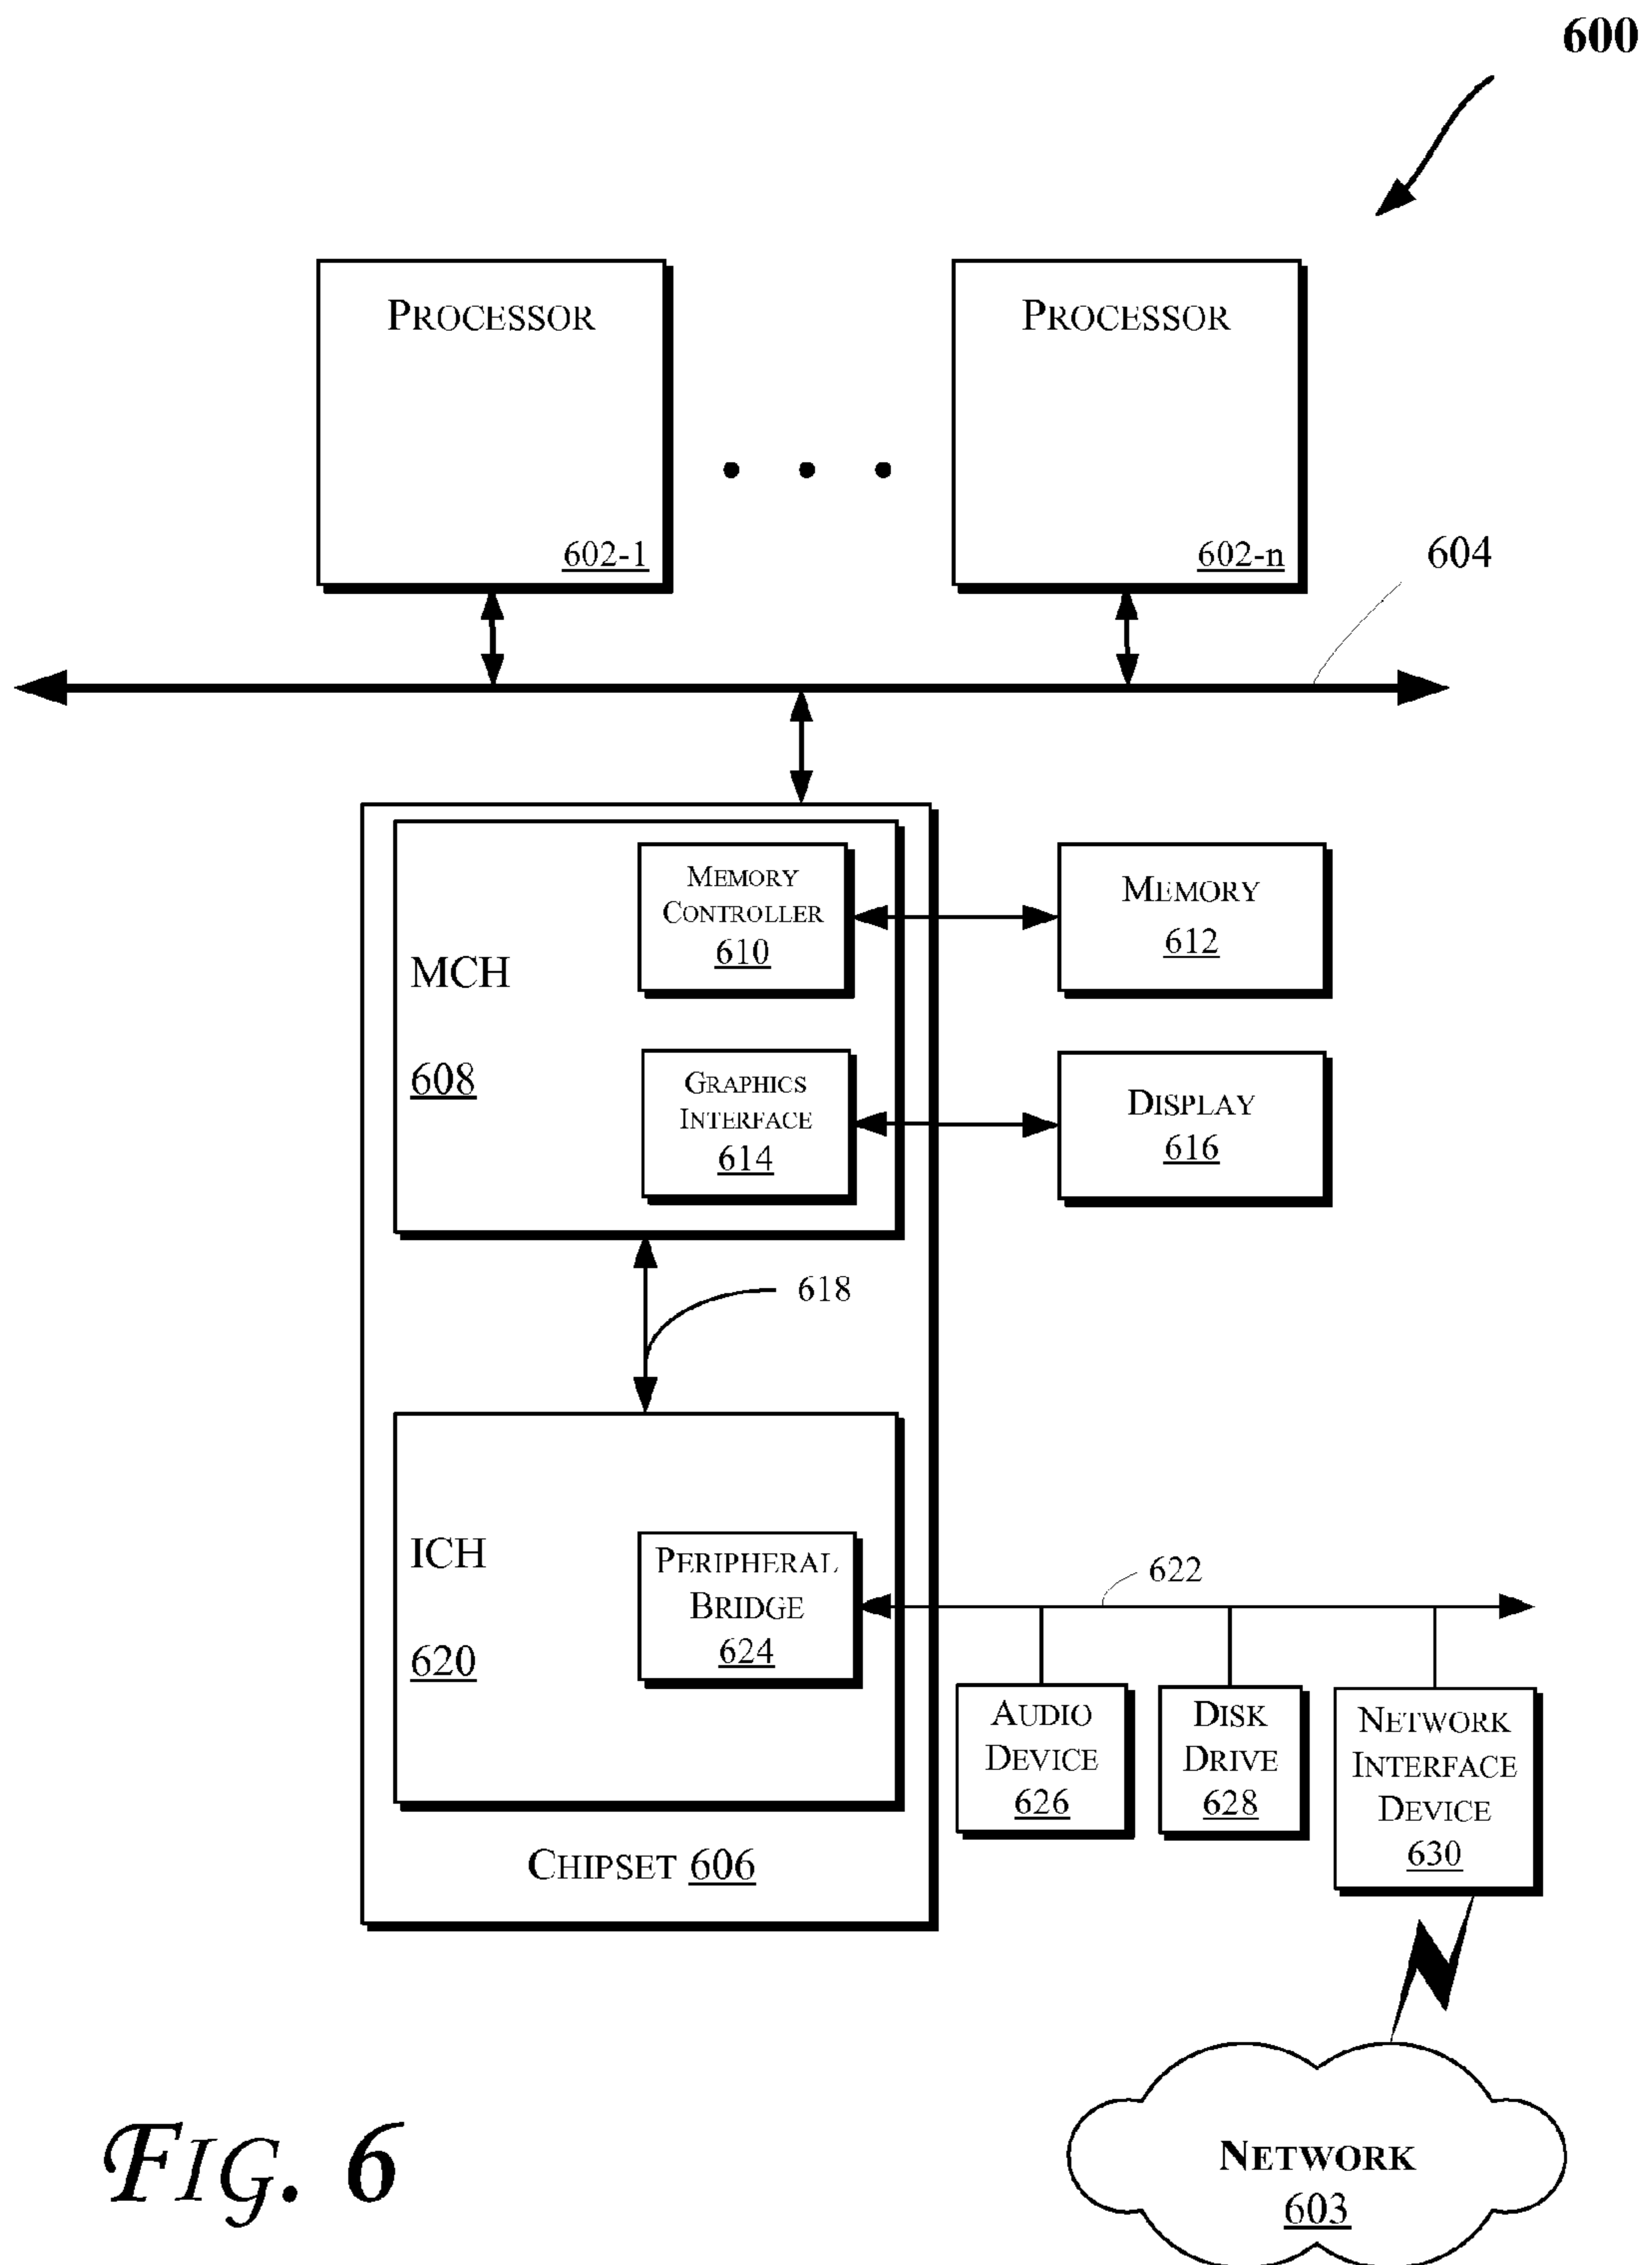 600
PROCESSOR
602-1
PROCESSOR
602-n
604
MEMORY
CONTROLLER
610
MEMORY
612
MCH
608
GRAPHICS
INTERFACE
614
DISPLAY
616
618
ICH
620
PERIPHERAL
BRIDGE
624
622
AUDIO
DEVICE
626
DISK
DRIVE
628
NETWORK
INTERFACE
DEVICE
630
CHIPSET 606
NETWORK
603
FIG. 6